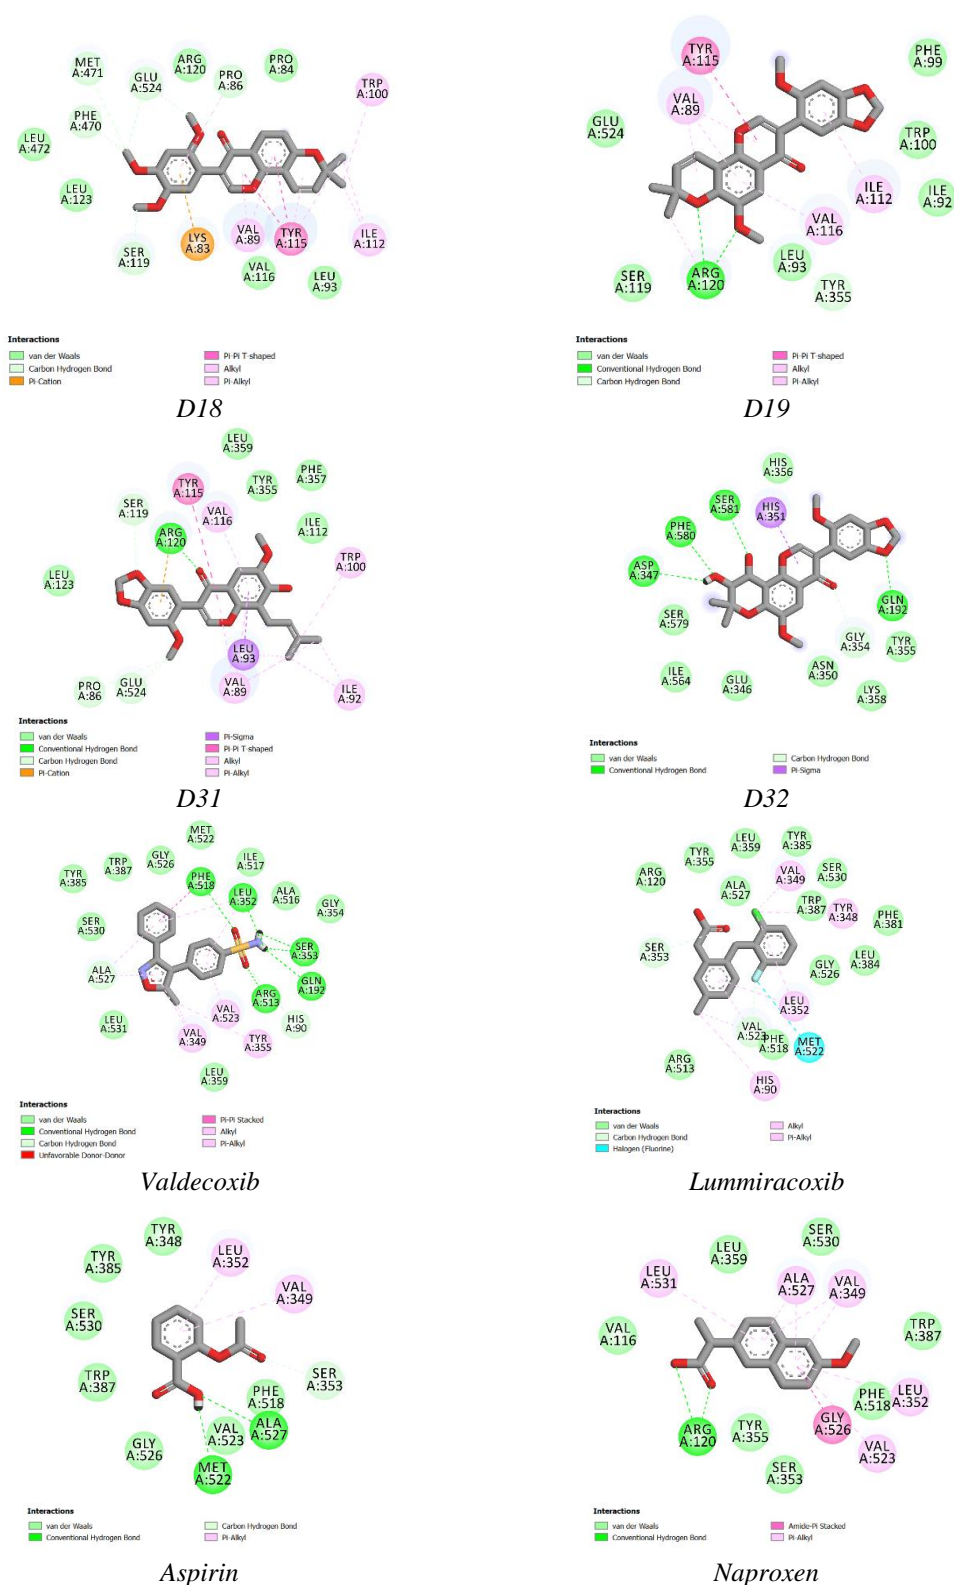 MET
A:471
GLU
A:524
ARG
A:120
PRO
A:86
PRO
A:84
TRP
A:100
PHE
A:470
LEU
A:472
LEU
A:123
SER
A:119
LYS
A:83
VAL
A:89
VAL
A:116
TYR
A:115
LEU
A:93
ILE
A:112
Interactions
van der Waals
Carbon Hydrogen Bond
Pi-Cation
Pi-Pi T-shaped
Alkyl
Pi-Alkyl
D18
TYR
A:115
PHE
A:99
VAL
A:89
GLU
A:524
TRP
A:100
ILE
A:112
ILE
A:92
VAL
A:116
LEU
A:93
SER
A:119
ARG
A:120
TYR
A:355
Interactions
van der Waals
Conventional Hydrogen Bond
Carbon Hydrogen Bond
Pi-Pi T-shaped
Alkyl
Pi-Alkyl
D19
LEU
A:359
TYR
A:115
TYR
A:355
PHE
A:357
SER
A:119
VAL
A:116
ARG
A:120
ILE
A:112
TRP
A:100
LEU
A:123
LEU
A:93
PRO
A:86
GLU
A:524
VAL
A:89
ILE
A:92
Interactions
van der Waals
Conventional Hydrogen Bond
Carbon Hydrogen Bond
Pi-Cation
Pi-Sigma
Pi-Pi T-shaped
Alkyl
Pi-Alkyl
D31
HIS
A:356
SER
A:581
HIS
A:351
PHE
A:580
ASP
A:347
GLN
A:192
SER
A:579
GLY
A:354
TYR
A:355
ILE
A:564
GLU
A:346
ASN
A:350
LYS
A:358
Interactions
van der Waals
Conventional Hydrogen Bond
Carbon Hydrogen Bond
Pi-Sigma
D32
MET
A:522
TYR
A:385
TRP
A:387
GLY
A:526
ILE
A:517
PHE
A:518
LEU
A:352
ALA
A:516
GLY
A:354
SER
A:530
SER
A:353
ALA
A:527
GLN
A:192
ARG
A:513
LEU
A:531
VAL
A:523
HIS
A:90
VAL
A:349
TYR
A:355
LEU
A:359
Interactions
van der Waals
Conventional Hydrogen Bond
Carbon Hydrogen Bond
Unfavorable Donor-Donor
Pi-Pi Stacked
Alkyl
Pi-Alkyl
Valdecoxib
LEU
A:359
TYR
A:385
TYR
A:355
ARG
A:120
VAL
A:349
SER
A:530
ALA
A:527
TRP
A:387
TYR
A:348
PHE
A:381
SER
A:353
GLY
A:526
LEU
A:384
LEU
A:352
VAL
A:523
PHE
A:518
MET
A:522
ARG
A:513
HIS
A:90
Interactions
van der Waals
Carbon Hydrogen Bond
Halogen (Fluorine)
Alkyl
Pi-Alkyl
Lummiracoxib
TYR
A:348
LEU
A:352
TYR
A:385
VAL
A:349
SER
A:530
SER
A:353
TRP
A:387
PHE
A:518
ALA
A:527
VAL
A:523
GLY
A:526
MET
A:522
Interactions
van der Waals
Conventional Hydrogen Bond
Carbon Hydrogen Bond
Pi-Alkyl
Aspirin
SER
A:530
LEU
A:359
LEU
A:531
ALA
A:527
VAL
A:349
VAL
A:116
TRP
A:387
PHE
A:518
LEU
A:352
ARG
A:120
TYR
A:355
GLY
A:526
VAL
A:523
SER
A:353
Interactions
van der Waals
Conventional Hydrogen Bond
Amide-Pi Stacked
Pi-Alkyl
Naproxen